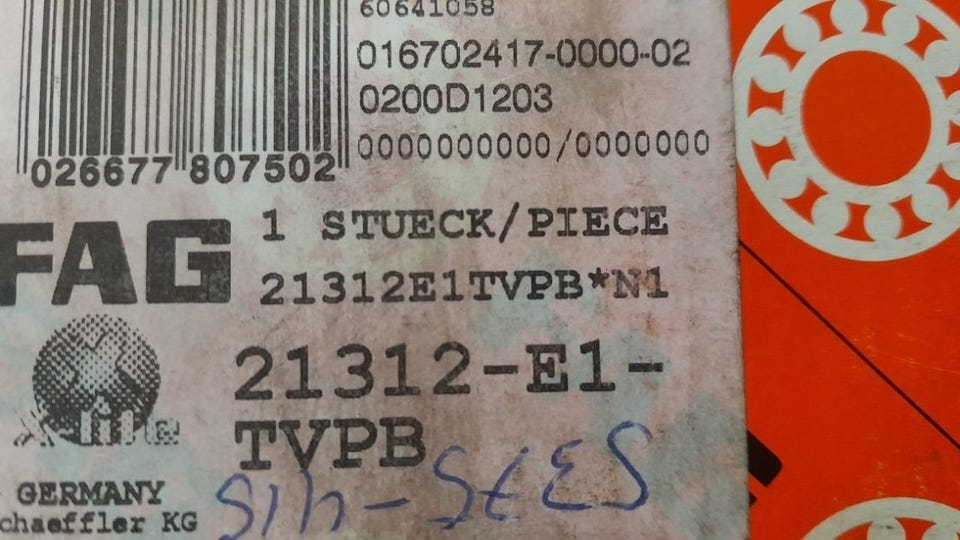 60641058
016702417-0000-02
0200D1203
0000000000/0000000
026677 807502
FAG
1 STUECK/PIECE
21312E1TVPB*N1
21312-E1-
TVPB
X-life
GERMANY
chaeffler KG